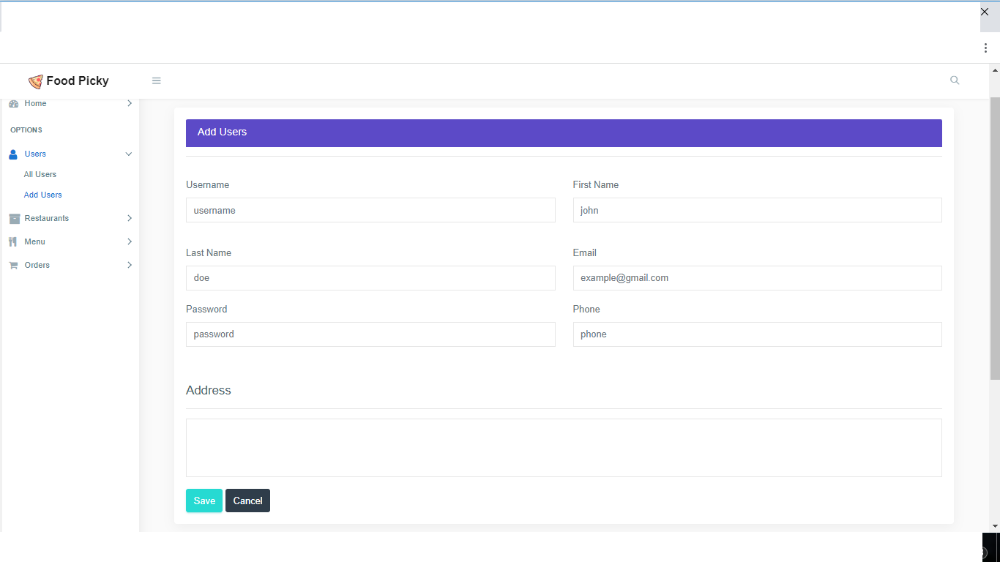 Food Picky
Home
OPTIONS
Users
All Users
Add Users
Restaurants
Menu
Orders
Add Users
Username
First Name
username
john
Last Name
Email
doe
example@gmail.com
Password
Phone
password
phone
Address
Save
Cancel